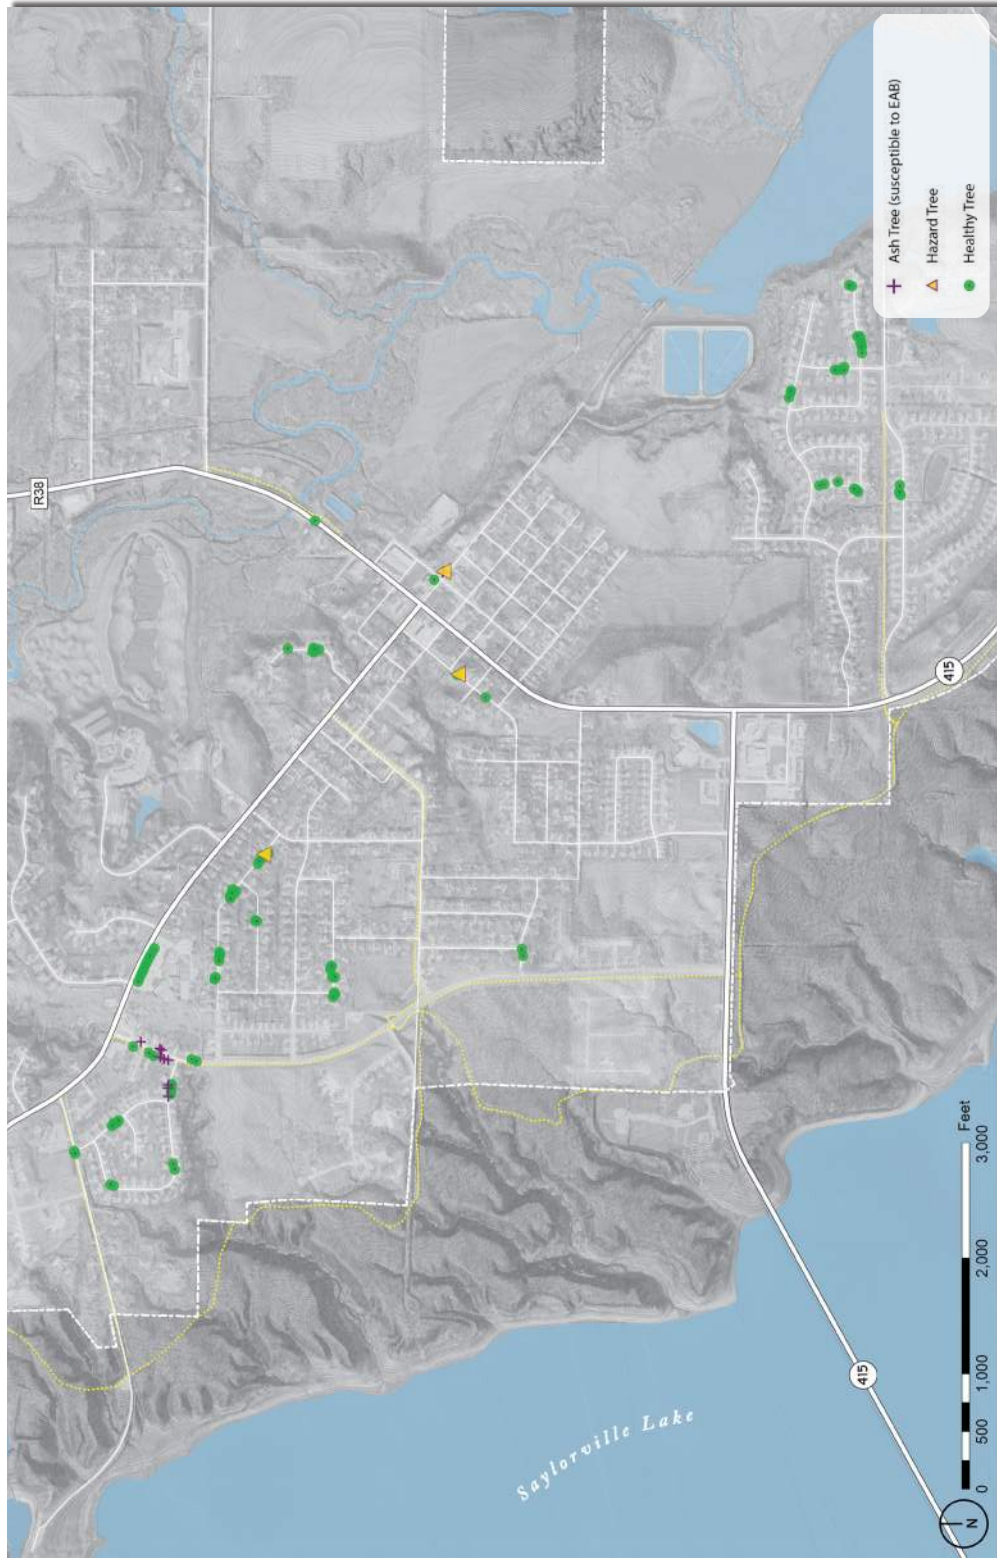 R38
Ash Tree (susceptible to EAB)
Hazard Tree
Healthy Tree
415
415
Saylorville Lake
N
0 500 1,000 2,000 3,000
Feet